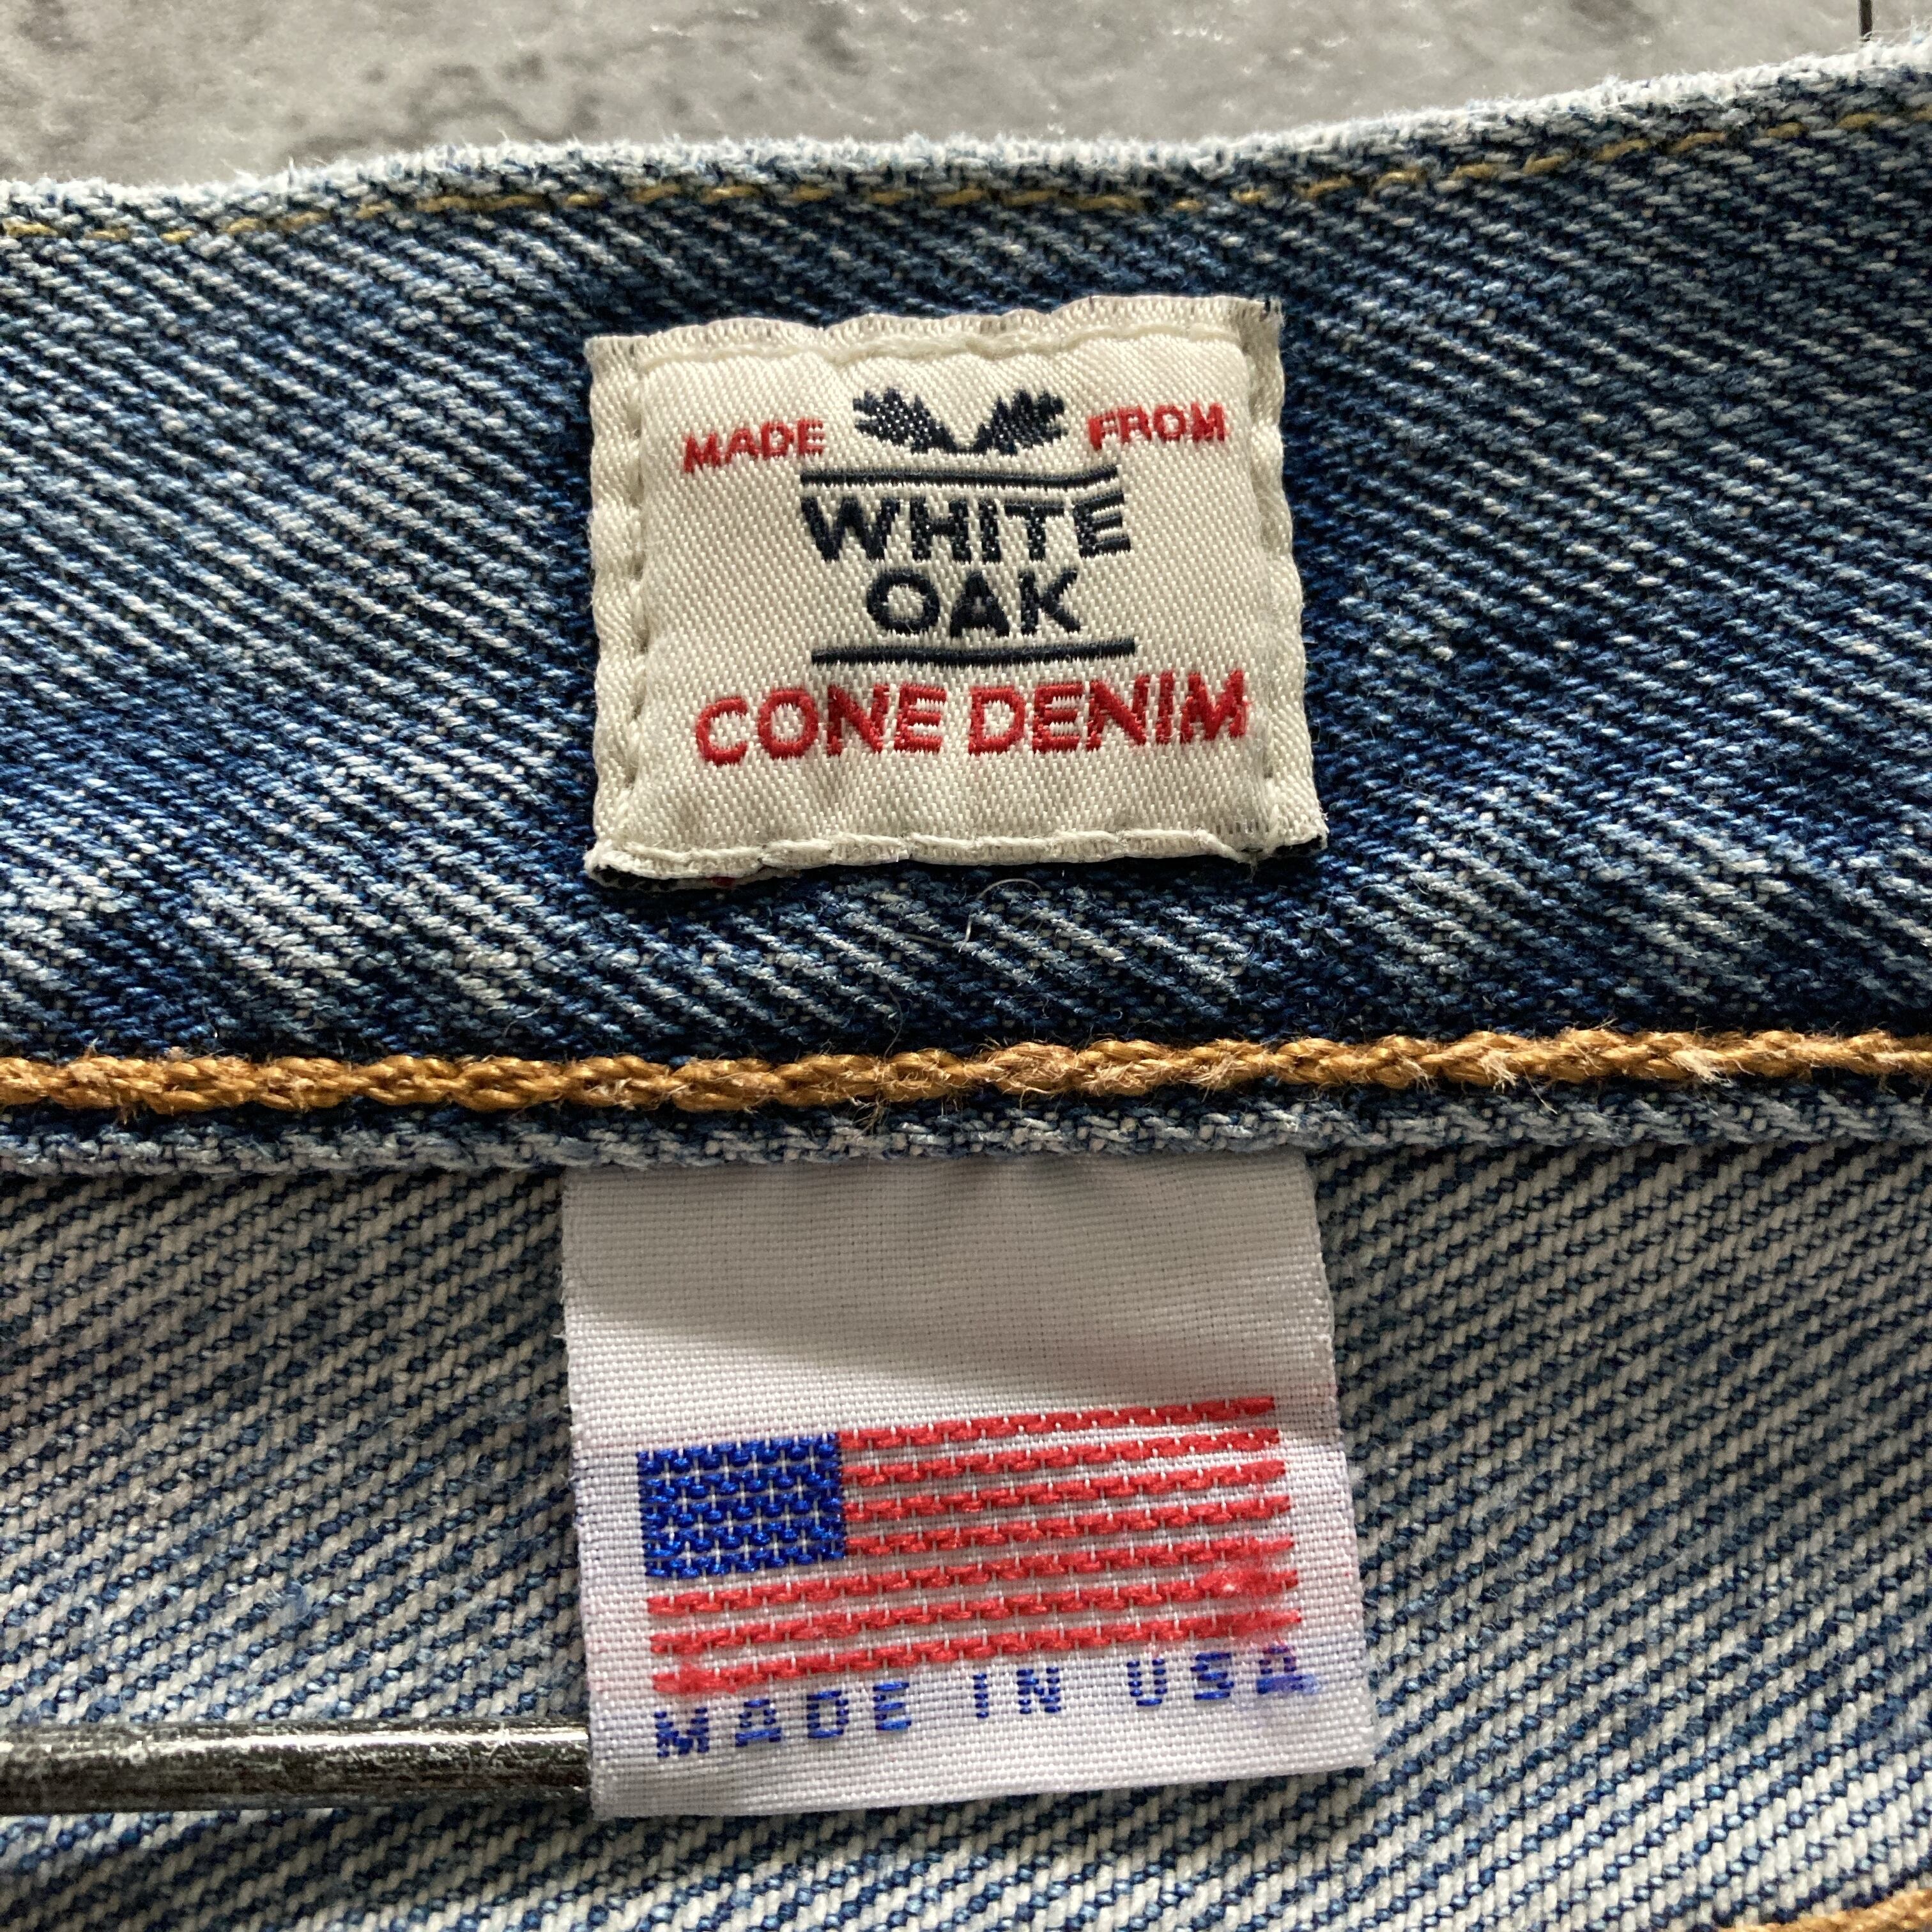 MADE FROM
WHITE
OAK
CONE DENIM
MADE IN USA